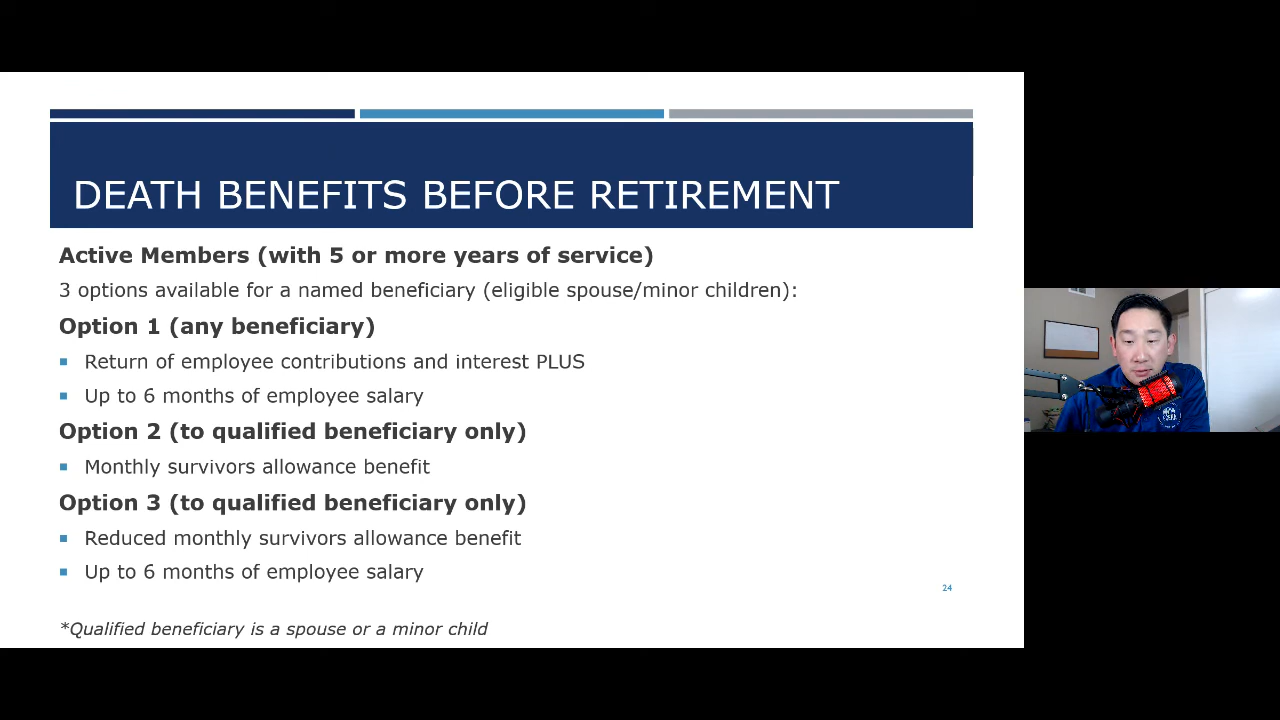 DEATH BENEFITS BEFORE RETIREMENT
Active Members (with 5 or more years of service)
3 options available for a named beneficiary (eligible spouse/minor children):
Option 1 (any beneficiary)
Return of employee contributions and interest PLUS
Up to 6 months of employee salary
Option 2 (to qualified beneficiary only)
Monthly survivors allowance benefit
Option 3 (to qualified beneficiary only)
Reduced monthly survivors allowance benefit
Up to 6 months of employee salary
24
*Qualified beneficiary is a spouse or a minor child